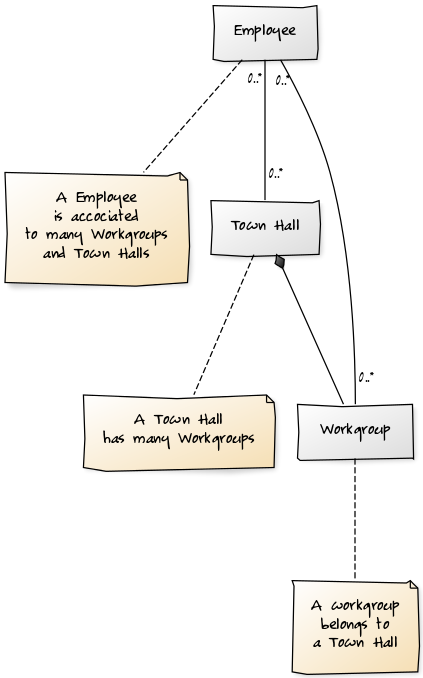 Employee
0..*
0..*
0..*
A Employee
is accociated
to many Workgroups
and Town Halls
Town Hall
0..*
A Town Hall
has many Workgroups
Workgroup
A workgroup
belongs to
a Town Hall